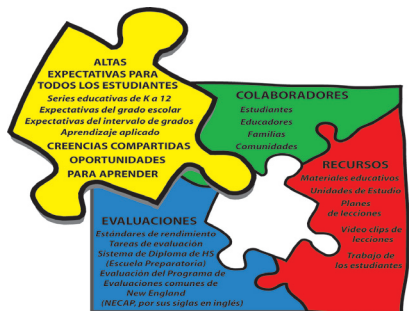 ALTAS
EXPECTATIVAS PARA
TODOS LOS ESTUDIANTES
Series educativas de K a 12
Expectativas del grado escolar
Expectativas del intervalo de grados
Aprendizaje aplicado
CREENCIAS COMPARTIDAS
OPORTUNIDADES
PARA APRENDER
COLABORADORES
Estudiantes
Educadores
Familias
Comunidades
RECURSOS
Materiales educativos
Unidades de Estudio
Planes
de lecciones
Video clips de
lecciones
Trabajo de
los estudiantes
EVALUACIONES
Estándares de rendimiento
Tareas de evaluación
Sistema de Diploma de HS
(Escuela Preparatoria)
Evaluación del Programa de
Evaluaciones comunes de
New England
(NECAP, por sus siglas en inglés)